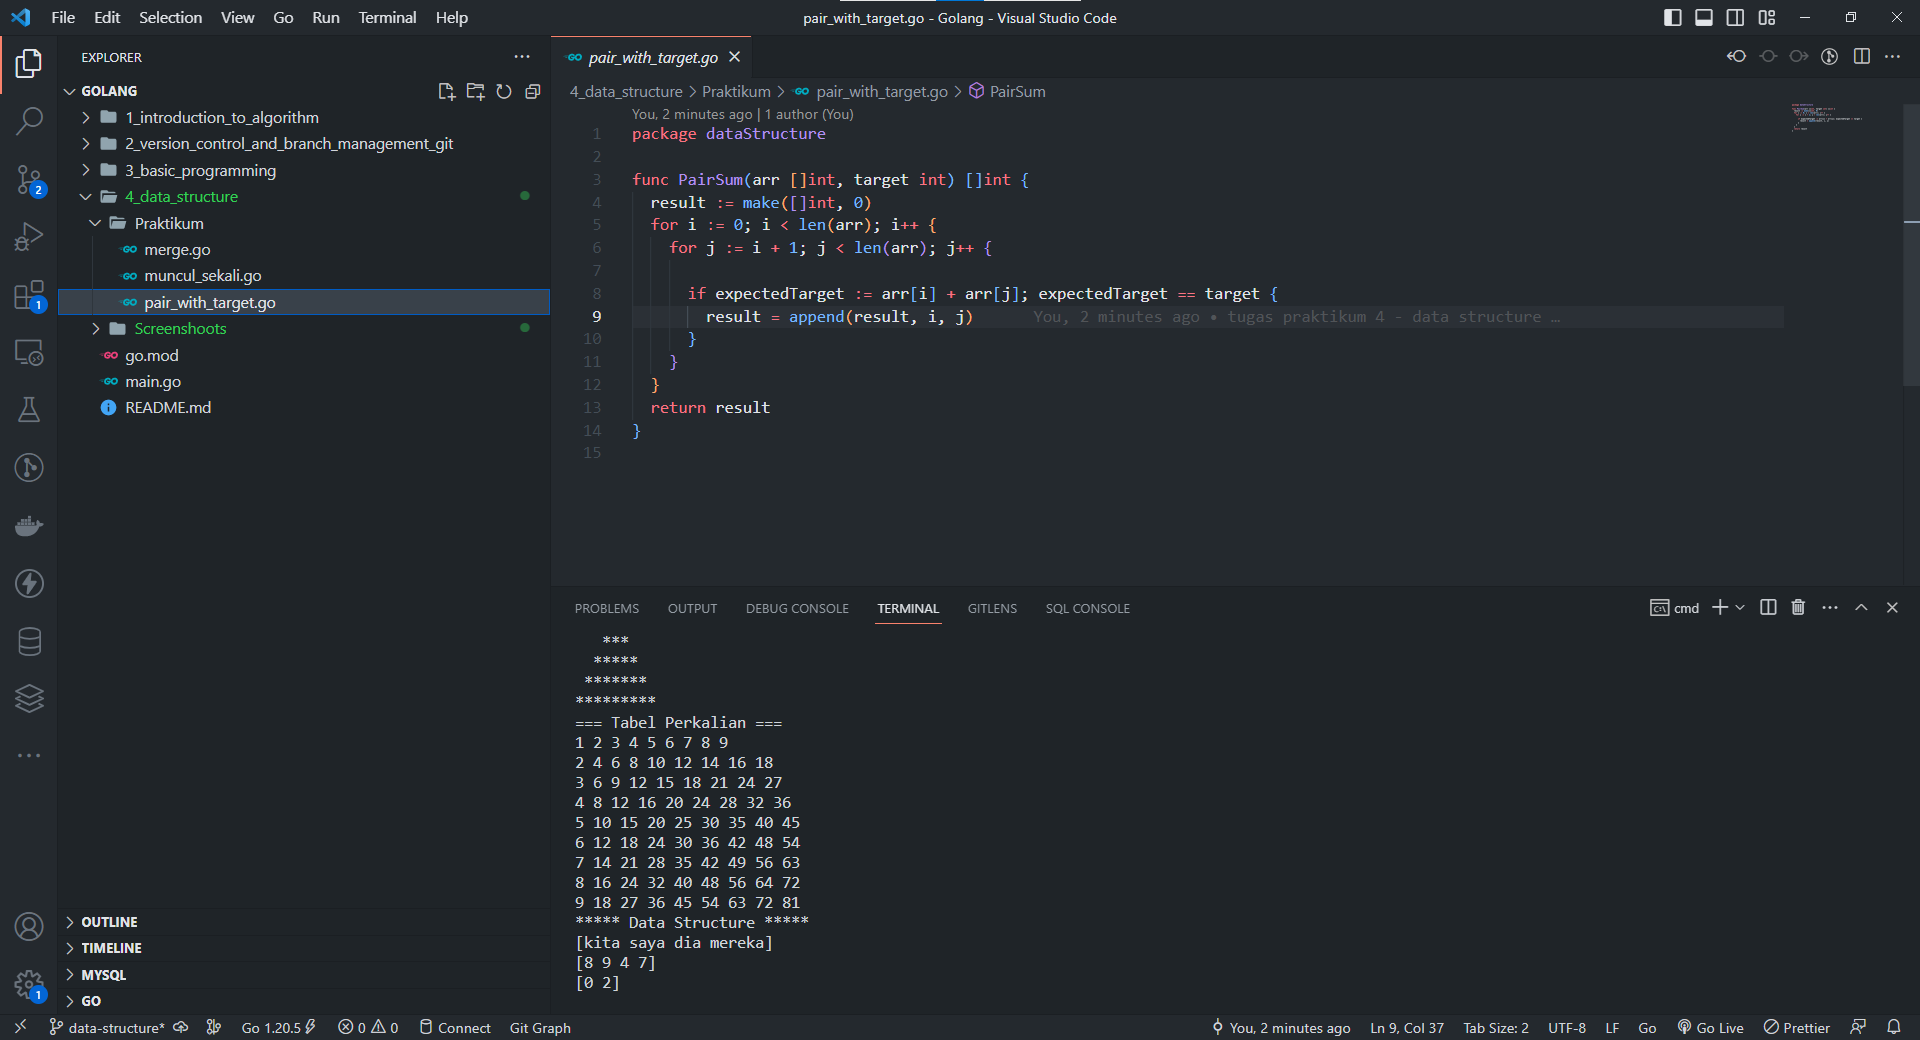 File Edit Selection View Go Run Terminal Help
pair_with_target.go - Golang - Visual Studio Code
EXPLORER
GOLANG
1_introduction_to_algorithm
2_version_control_and_branch_management_git
3_basic_programming
4_data_structure
Praktikum
GO merge.go
GO muncul_sekali.go
GO pair_with_target.go
Screenshoots
GO go.mod
GO main.go
README.md
OUTLINE
TIMELINE
MYSQL
GO
2
1
1
GO pair_with_target.go
4_data_structure > Praktikum > GO pair_with_target.go > PairSum
You, 2 minutes ago | 1 author (You)
1 package dataStructure
2
3 func PairSum(arr []int, target int) []int {
4 result := make([]int, 0)
5 for i := 0; i < len(arr); i++ {
6 for j := i + 1; j < len(arr); j++ {
7
8 if expectedTarget := arr[i] + arr[j]; expectedTarget == target {
9 result = append(result, i, j) You, 2 minutes ago • tugas praktikum 4 - data structure …
10 }
11 }
12 }
13 return result
14 }
15
PROBLEMS OUTPUT DEBUG CONSOLE TERMINAL GITLENS SQL CONSOLE
cmd
***
*****
*******
*********
=== Tabel Perkalian ===
1 2 3 4 5 6 7 8 9
2 4 6 8 10 12 14 16 18
3 6 9 12 15 18 21 24 27
4 8 12 16 20 24 28 32 36
5 10 15 20 25 30 35 40 45
6 12 18 24 30 36 42 48 54
7 14 21 28 35 42 49 56 63
8 16 24 32 40 48 56 64 72
9 18 27 36 45 54 63 72 81
***** Data Structure *****
[kita saya dia mereka]
[8 9 4 7]
[0 2]
data-structure* Go 1.20.5 0 0 Connect Git Graph
You, 2 minutes ago Ln 9, Col 37 Tab Size: 2 UTF-8 LF Go Go Live Prettier